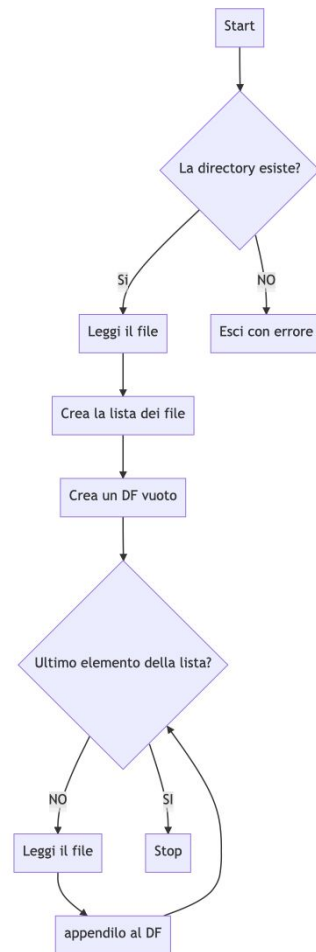 Start
La directory esiste?
Si
NO
Leggi il file
Esci con errore
Crea la lista dei file
Crea un DF vuoto
Ultimo elemento della lista?
NO
SI
Leggi il file
Stop
appendilo al DF